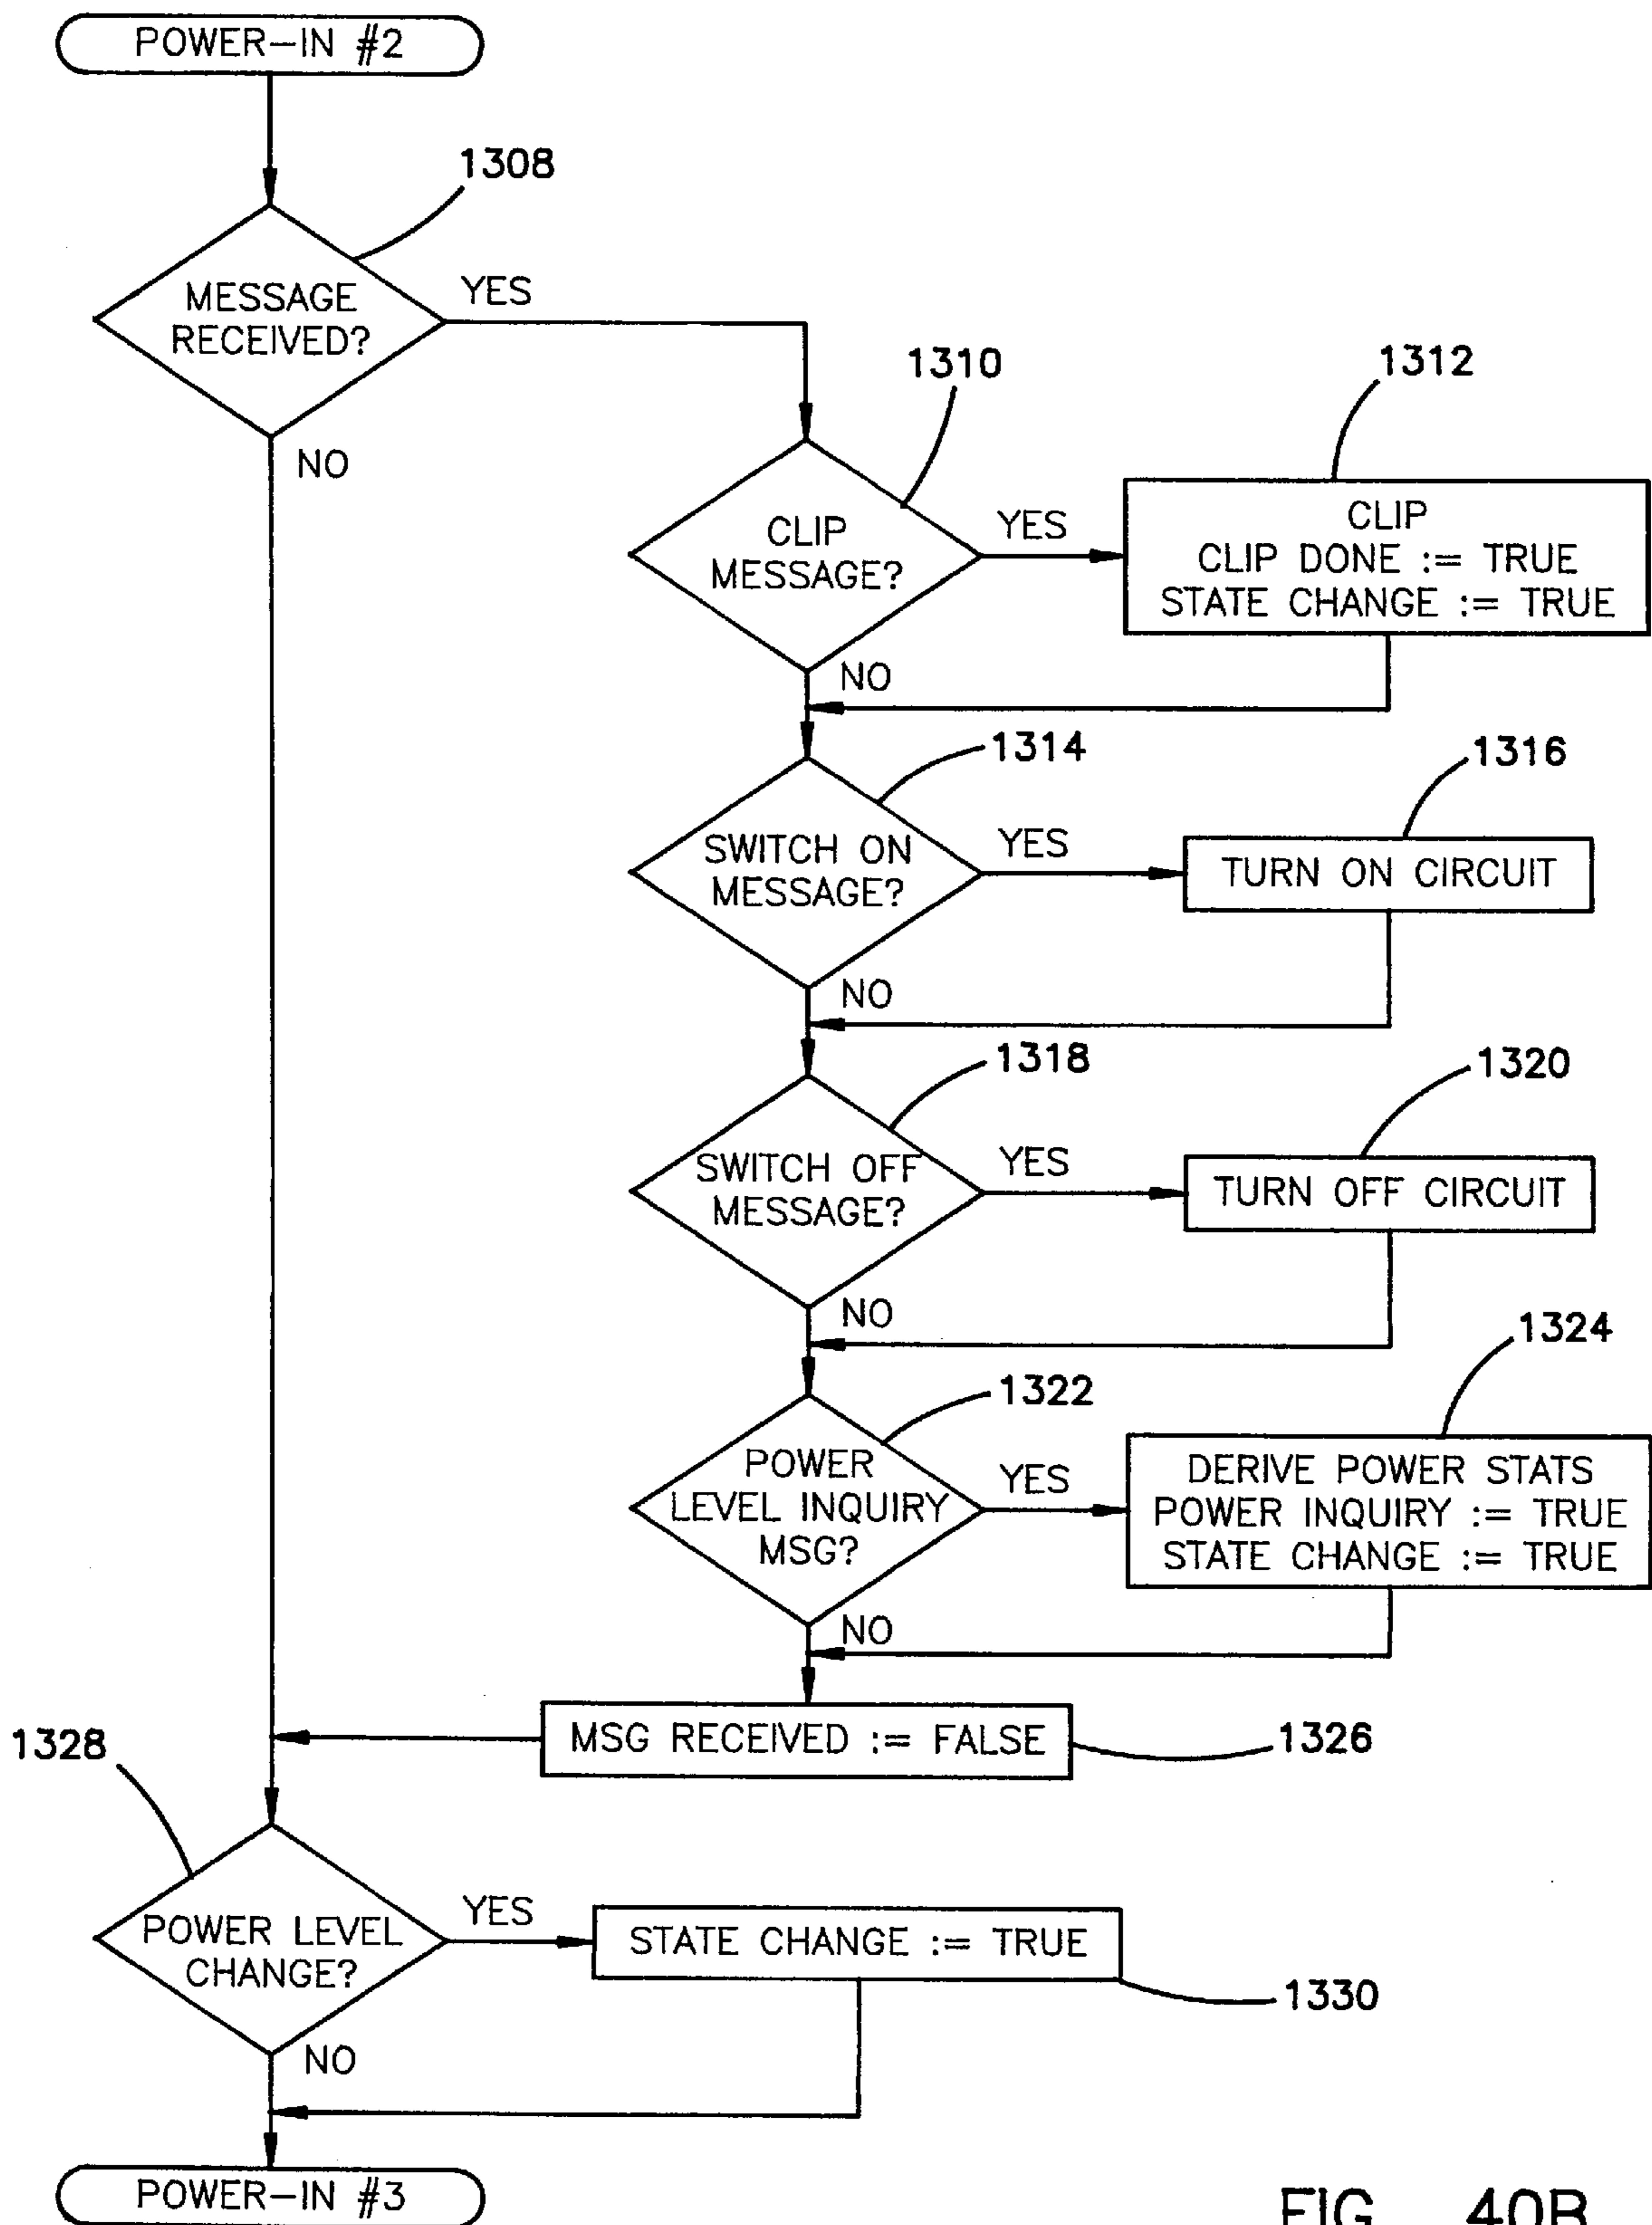 POWER-IN #2
1308
MESSAGE
RECEIVED?
YES
NO
1310
CLIP
MESSAGE?
YES
NO
1312
CLIP
CLIP DONE := TRUE
STATE CHANGE := TRUE
1314
SWITCH ON
MESSAGE?
YES
NO
1316
TURN ON CIRCUIT
1318
SWITCH OFF
MESSAGE?
YES
NO
1320
TURN OFF CIRCUIT
1322
POWER
LEVEL INQUIRY
MSG?
YES
NO
1324
DERIVE POWER STATS
POWER INQUIRY := TRUE
STATE CHANGE := TRUE
MSG RECEIVED := FALSE
1326
1328
POWER LEVEL
CHANGE?
YES
NO
STATE CHANGE := TRUE
1330
POWER-IN #3
FIG. 40B